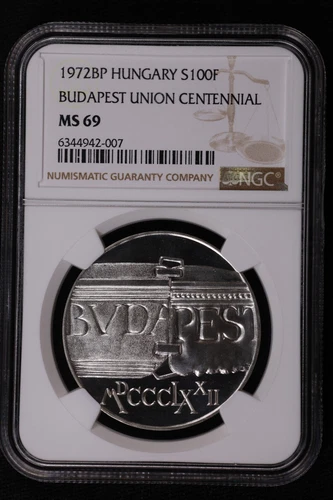 1972BP HUNGARY S100F
BUDAPEST UNION CENTENNIAL
MS 69
6344942-007
NUMISMATIC GUARANTY COMPANY
NGC
BVDAPEST
MDCCCLXXII